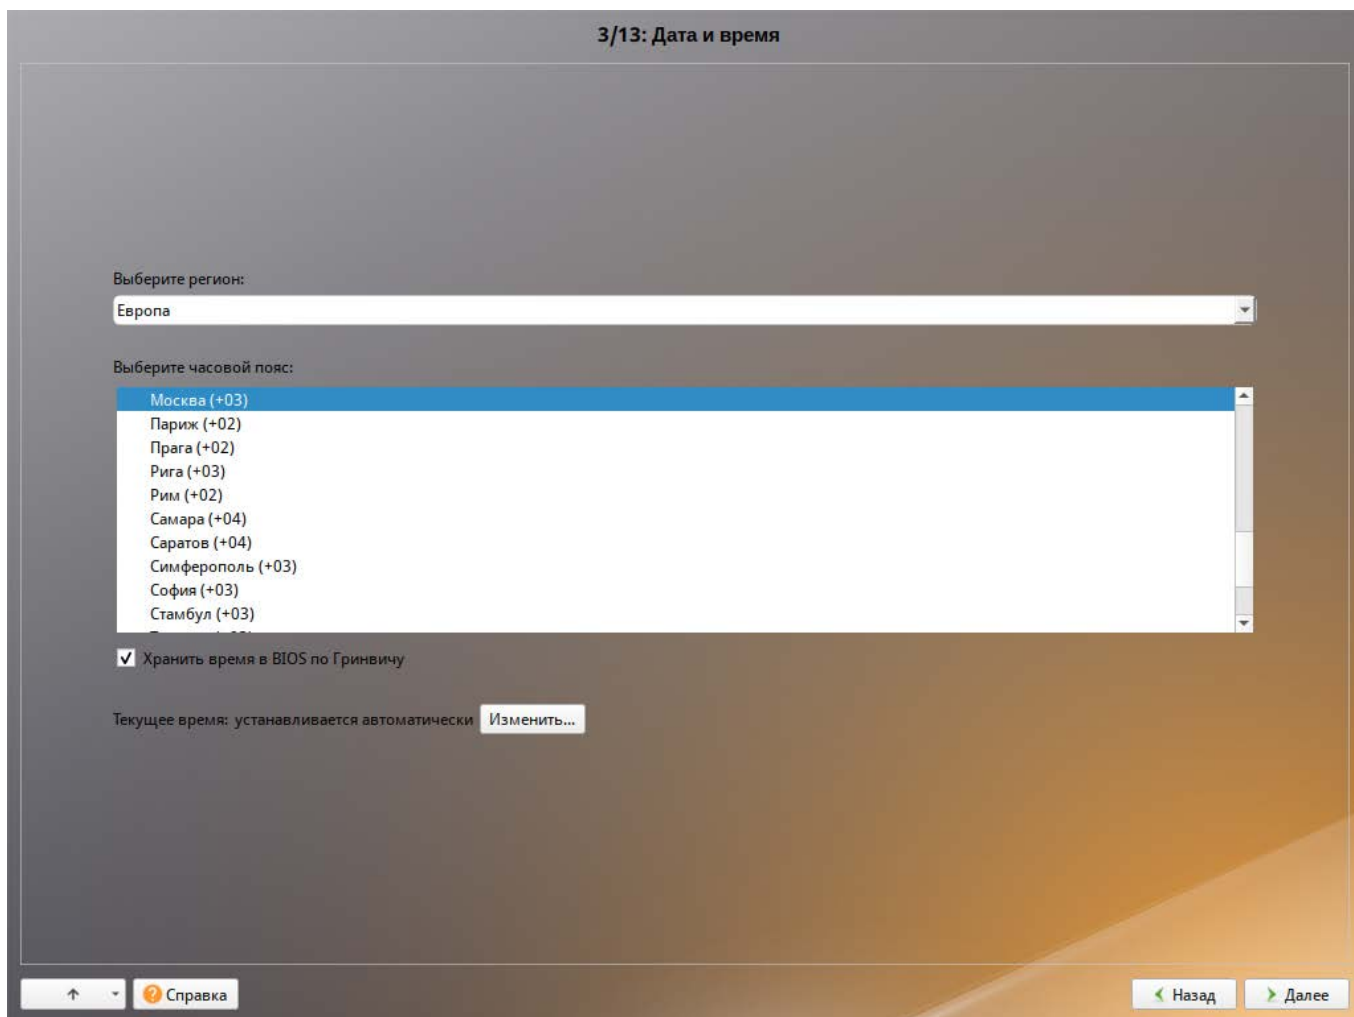 3/13: Дата и время
Выберите регион:
Европа
Выберите часовой пояс:
Москва (+03)
Париж (+02)
Прага (+02)
Рига (+03)
Рим (+02)
Самара (+04)
Саратов (+04)
Симферополь (+03)
София (+03)
Стамбул (+03)
Хранить время в BIOS по Гринвичу
Текущее время: устанавливается автоматически Изменить...
Справка Назад Далее